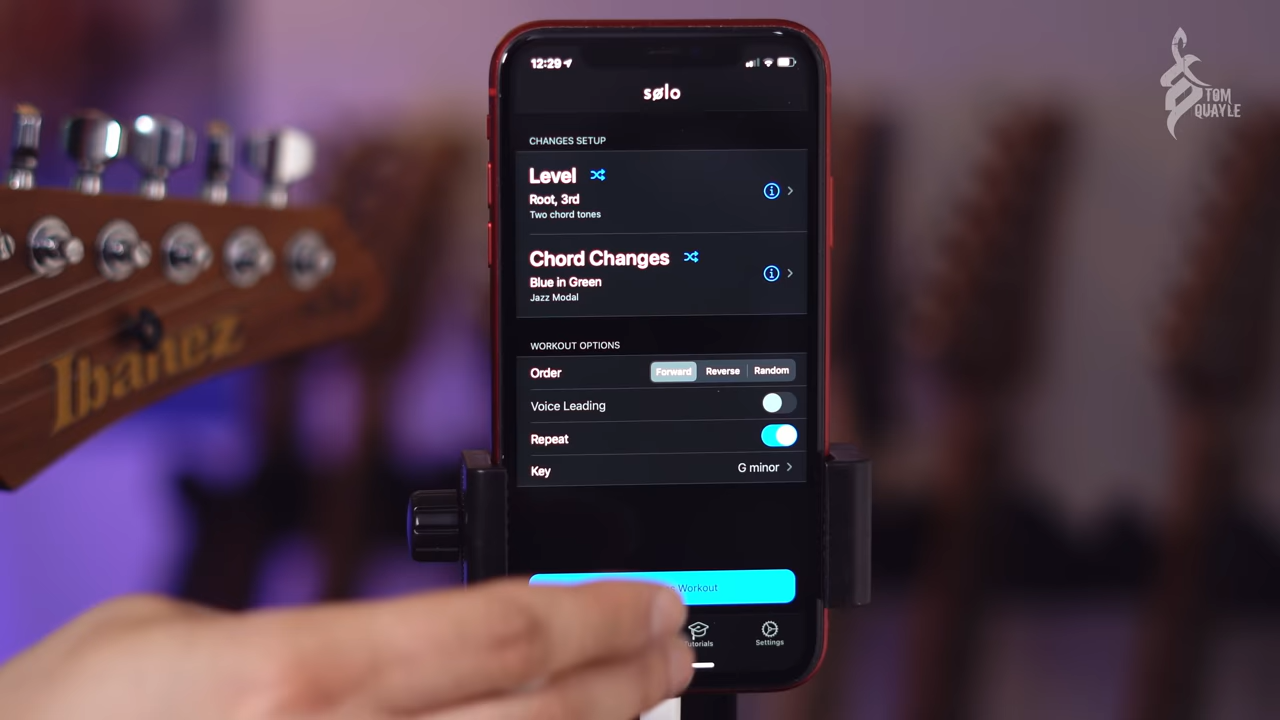 12:29
sølo
TOM
QUAYLE
CHANGES SETUP
Level
Root, 3rd
Two chord tones
Chord Changes
Blue in Green
Jazz Modal
WORKOUT OPTIONS
Order
Forward Reverse Random
Voice Leading
Repeat
Key
G minor
Workout
Settings
Ibanez